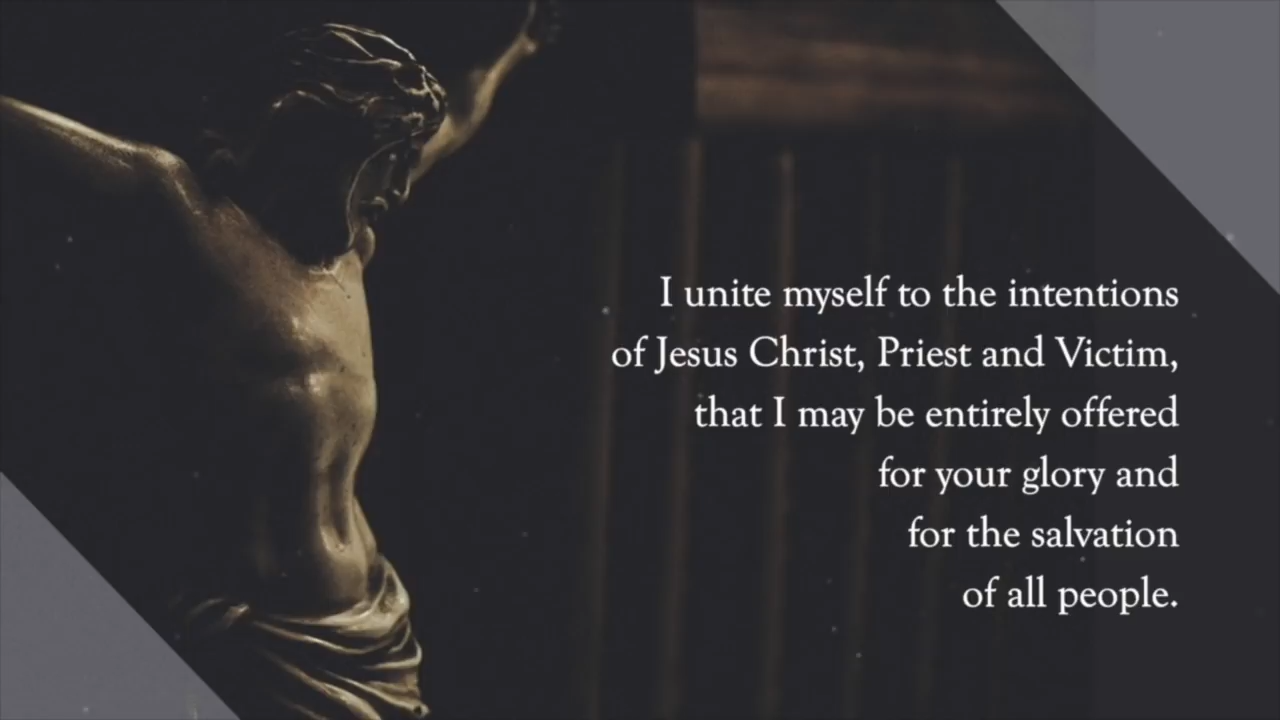 I unite myself to the intentions
of Jesus Christ, Priest and Victim,
that I may be entirely offered
for your glory and
for the salvation
of all people.